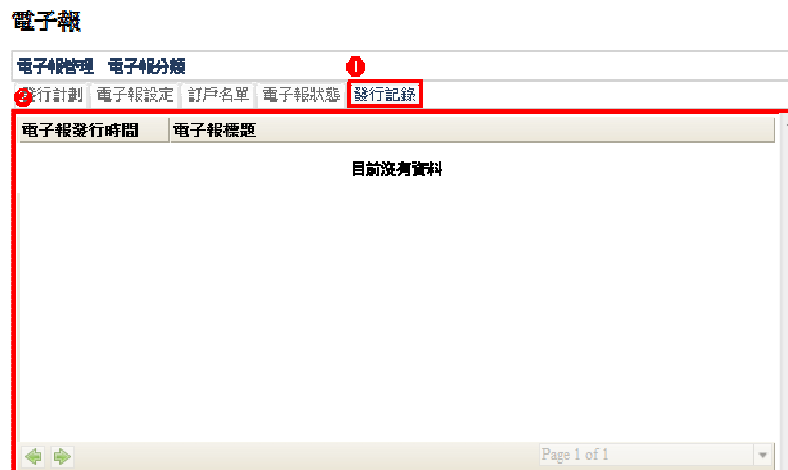 電子報
電子報管理 電子報分類
1
2 發行計劃 電子報設定 訂戶名單 電子報狀態 發行記錄
電子報發行時間 電子報標題
目前沒有資料
Page 1 of 1